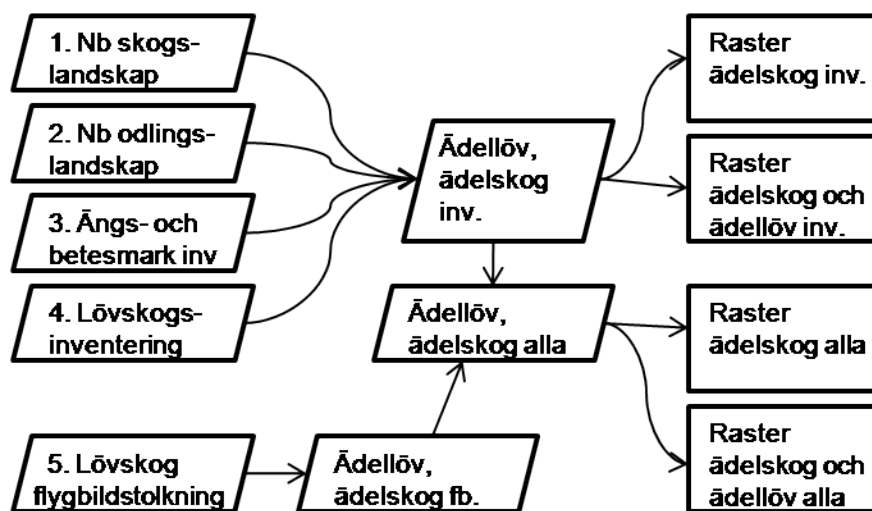 1. Nb skogs-
landskap
2. Nb odlings-
landskap
3. Ängs- och
betesmark inv
4. Lövskogs-
inventering
5. Lövskog
flygbildstolkning
Ädellöv,
ädelskog
inv.
Ädellöv,
ädelskog alla
Ädellöv,
ädelskog fb.
Raster
ädelskog inv.
Raster
ädelskog och
ädellöv inv.
Raster
ädelskog alla
Raster
ädelskog och
ädellöv alla